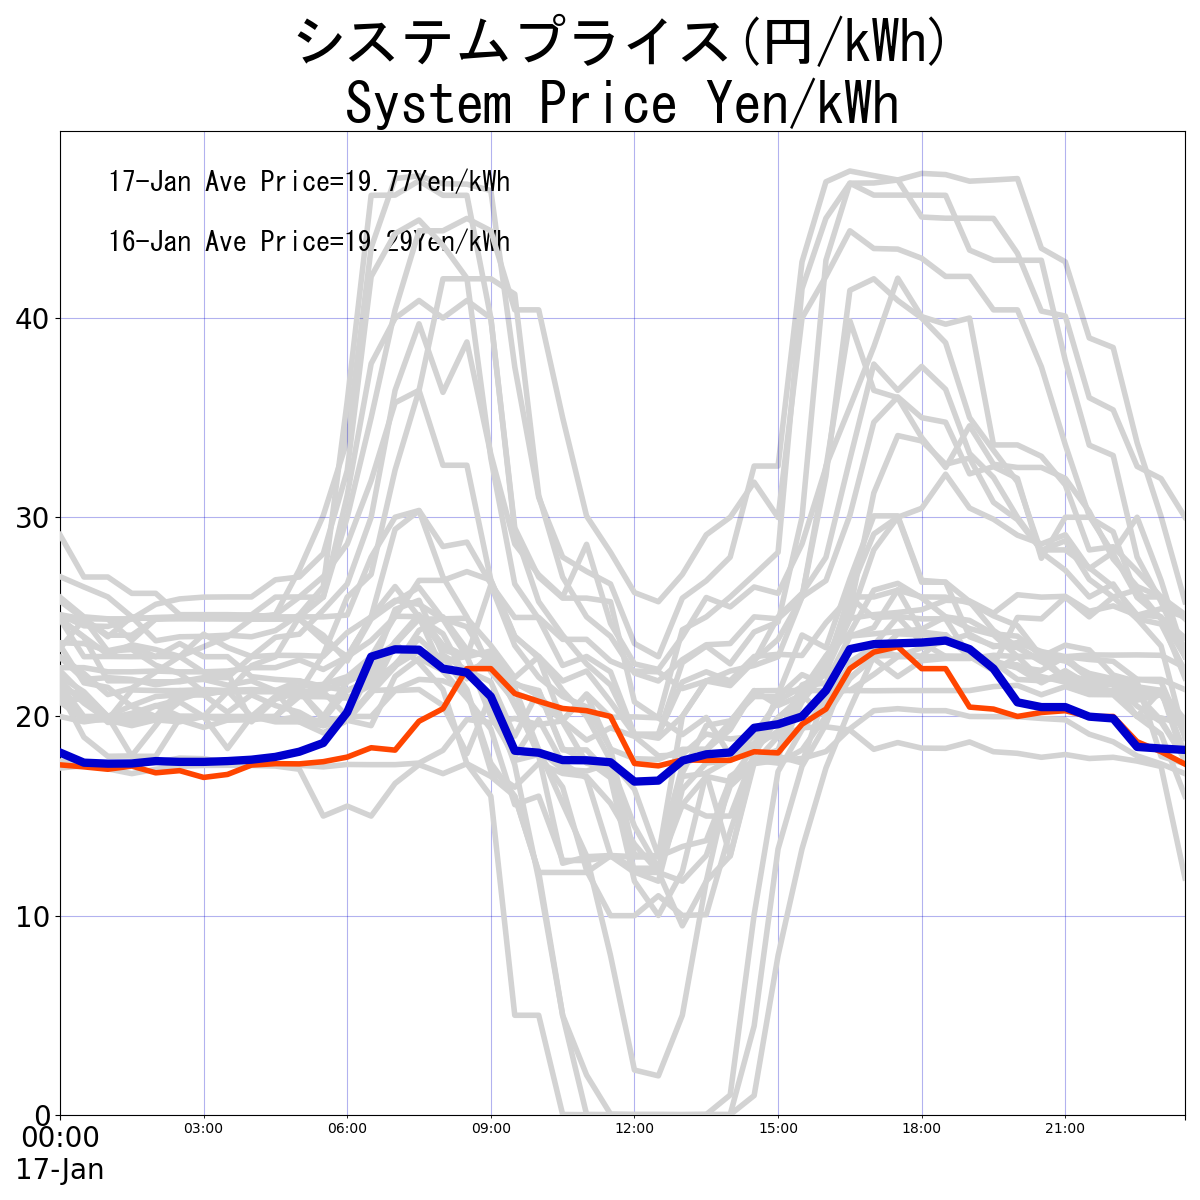 システムプライス(円/kWh)
System Price Yen/kWh
17-Jan Ave Price=19.77Yen/kWh
16-Jan Ave Price=19.29Yen/kWh
40
30
20
10
0
00:00 03:00 06:00 09:00 12:00 15:00 18:00 21:00
17-Jan